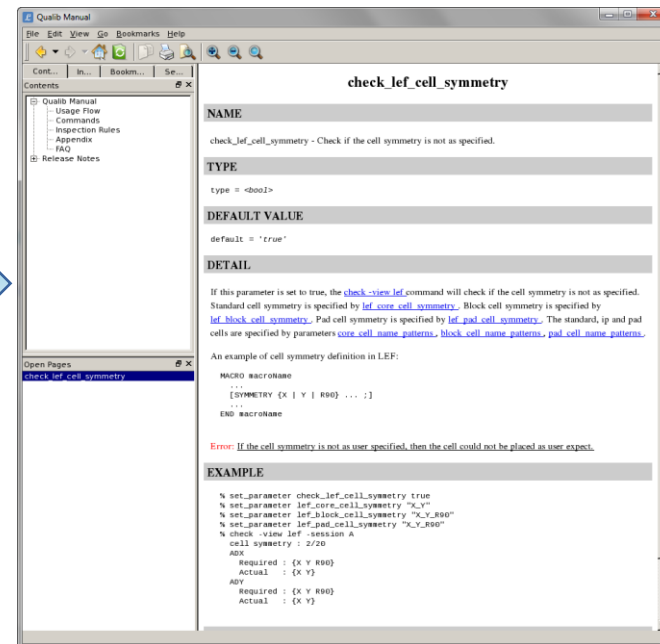 Qualib Manual
File Edit View Go Bookmarks Help
Cont... In... Bookm... Se...
Contents
Qualib Manual
Usage Flow
Commands
Inspection Rules
Appendix
FAQ
Release Notes
Open Pages
check_lef_cell_symmetry
check_lef_cell_symmetry
NAME
check_lef_cell_symmetry - Check if the cell symmetry is not as specified.
TYPE
type = <bool>
DEFAULT VALUE
default = 'true'
DETAIL
If this parameter is set to true, the check -view lef command will check if the cell symmetry is not as specified.
Standard cell symmetry is specified by lef_core_cell_symmetry . Block cell symmetry is specified by
lef_block_cell_symmetry . Pad cell symmetry is specified by lef_pad_cell_symmetry . The standard, ip and pad
cells are specified by parameters core_cell_name_patterns , block_cell_name_patterns , pad_cell_name_patterns .
An example of cell symmetry definition in LEF:
MACRO macroName
...
[SYMMETRY {X | Y | R90} ... ;]
...
END macroName
Error: If the cell symmetry is not as user specified, then the cell could not be placed as user expect.
EXAMPLE
% set_parameter check_lef_cell_symmetry true
% set_parameter lef_core_cell_symmetry "X_Y"
% set_parameter lef_block_cell_symmetry "X_Y_R90"
% set_parameter lef_pad_cell_symmetry "X_Y_R90"
% check -view lef -session A
cell symmetry : 2/20
ADX
Required : {X Y R90}
Actual : {X Y}
ADY
Required : {X Y R90}
Actual : {X Y}